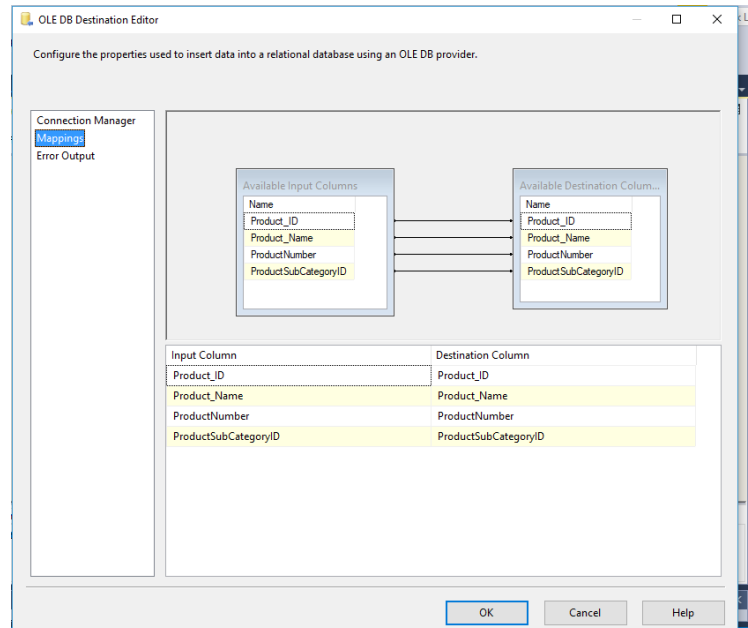 OLE DB Destination Editor
Configure the properties used to insert data into a relational database using an OLE DB provider.
Connection Manager
Mappings
Error Output
Available Input Columns
Name
Product_ID
Product_Name
ProductNumber
ProductSubCategoryID
Available Destination Colum...
Name
Product_ID
Product_Name
ProductNumber
ProductSubCategoryID
Input Column Destination Column
Product_ID Product_ID
Product_Name Product_Name
ProductNumber ProductNumber
ProductSubCategoryID ProductSubCategoryID
OK Cancel Help